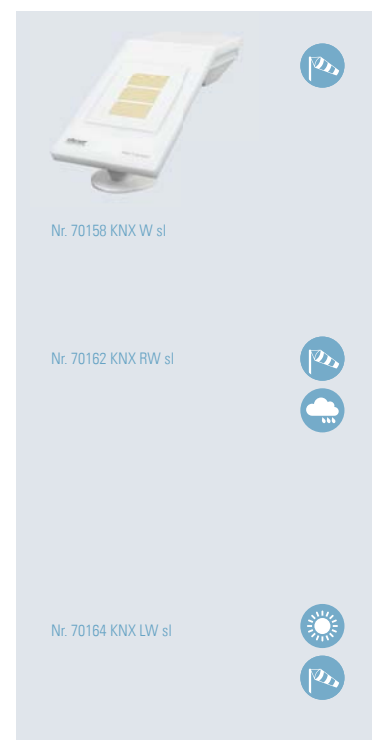 Nr. 70158 KNX W sl
Nr. 70162 KNX RW sl
Nr. 70164 KNX LW sl